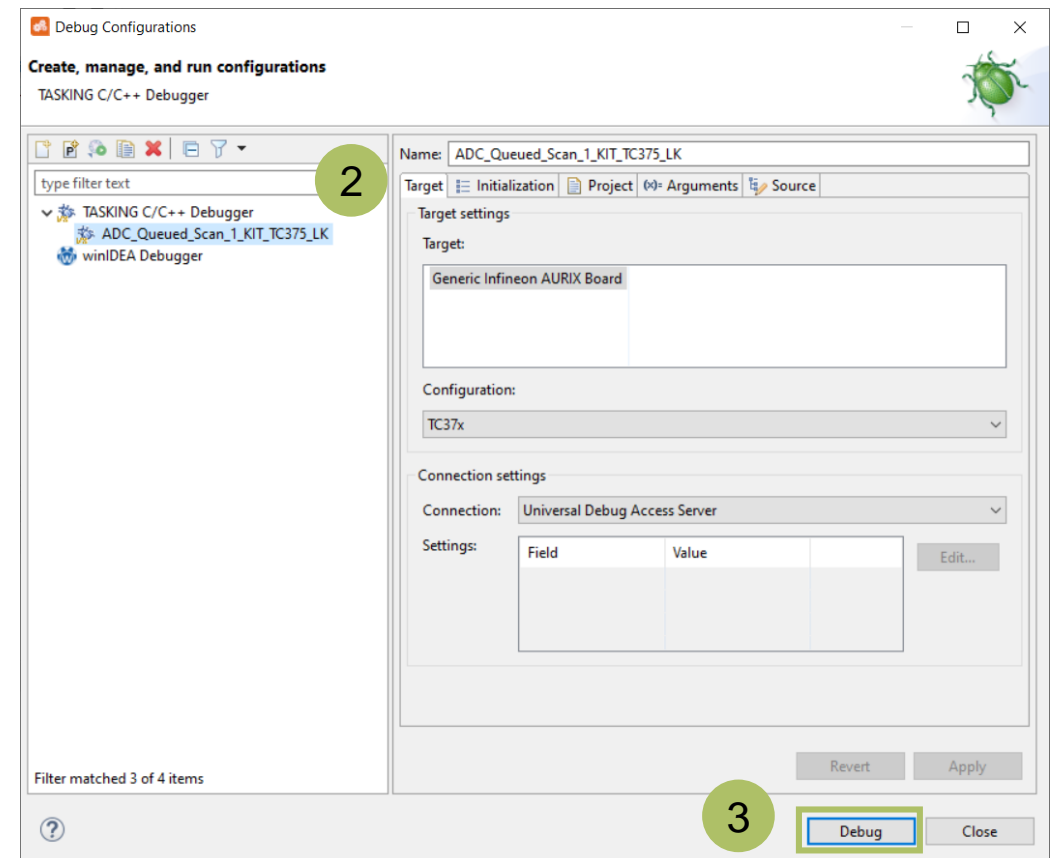 Debug Configurations
Create, manage, and run configurations
TASKING C/C++ Debugger
type filter text
2
TASKING C/C++ Debugger
ADC_Queued_Scan_1_KIT_TC375_LK
winIDEA Debugger
Filter matched 3 of 4 items
Name: ADC_Queued_Scan_1_KIT_TC375_LK
Target Initialization Project (x)= Arguments Source
Target settings
Target:
Generic Infineon AURIX Board
Configuration:
TC37x
Connection settings
Connection: Universal Debug Access Server
Settings: Field Value Edit...
Revert Apply
3 Debug Close